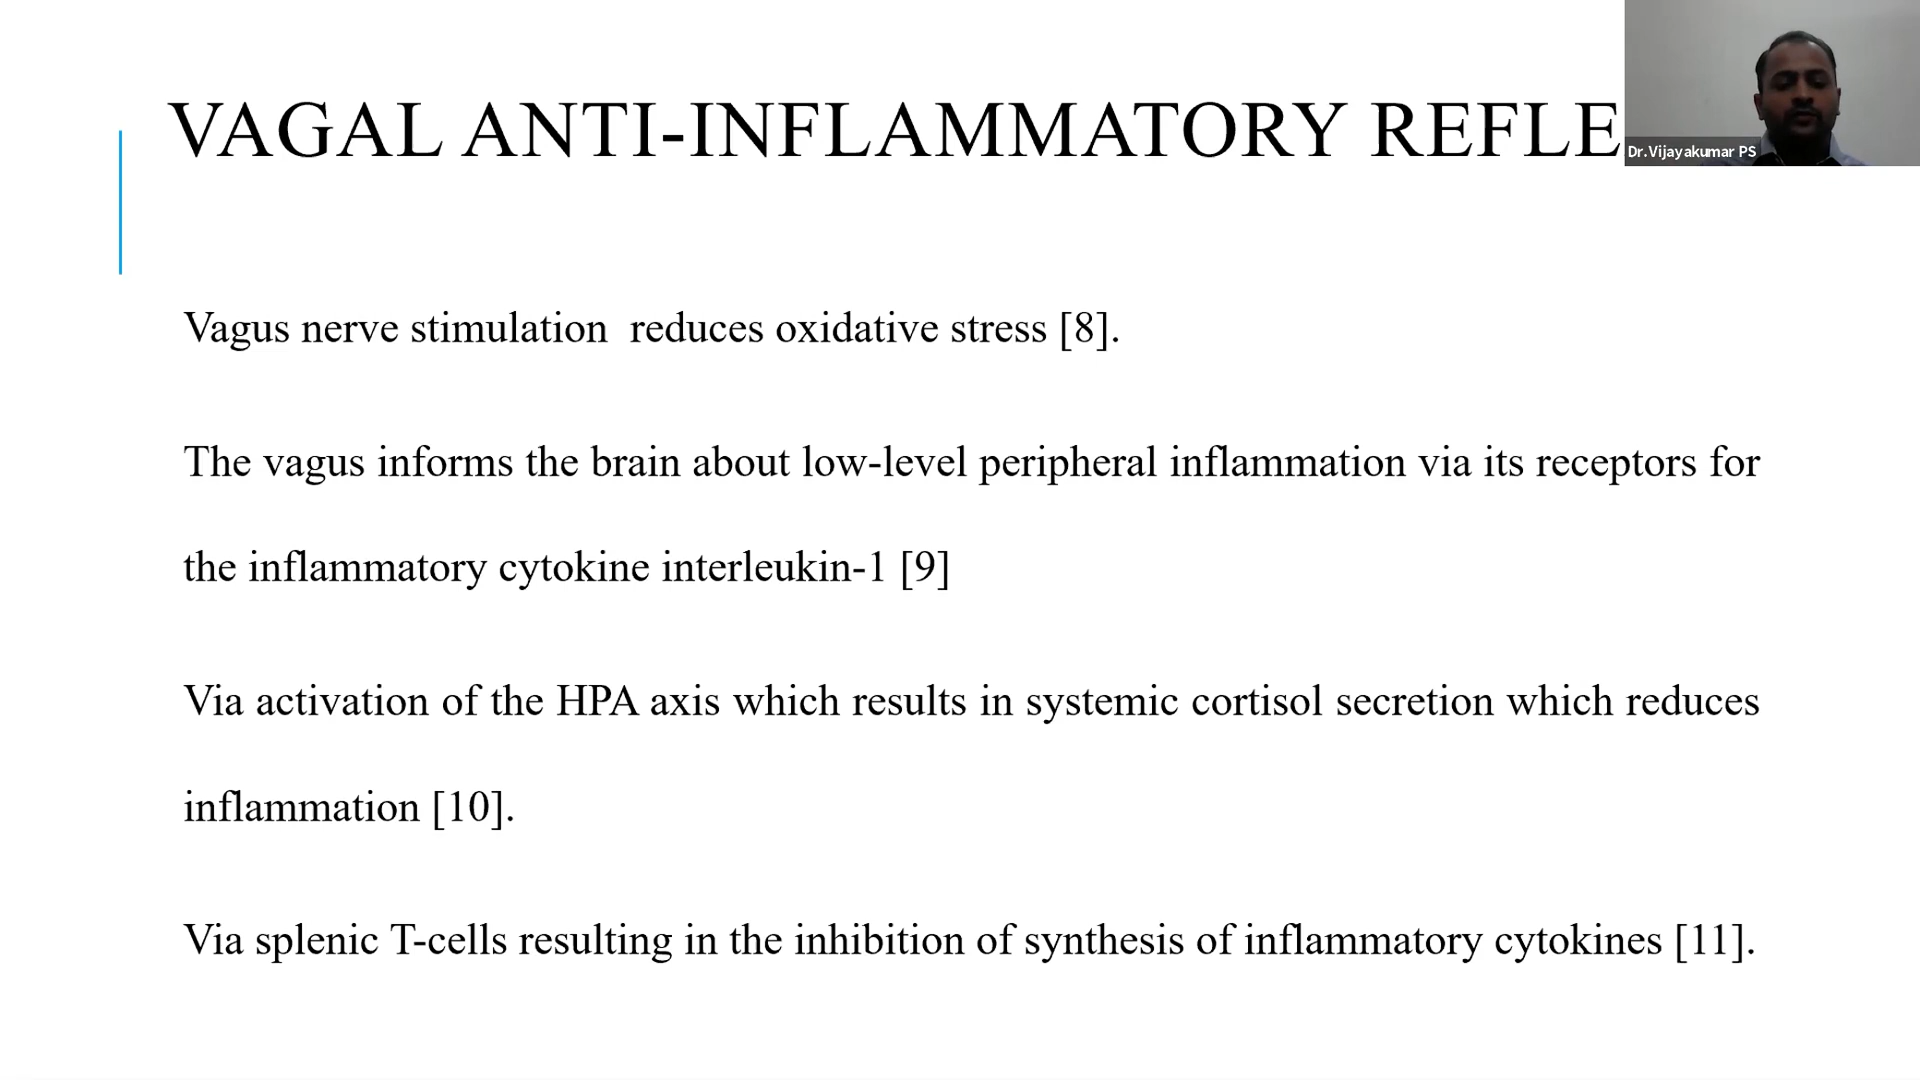 VAGAL ANTI-INFLAMMATORY REFLE
Dr.Vijayakumar PS
Vagus nerve stimulation reduces oxidative stress [8].
The vagus informs the brain about low-level peripheral inflammation via its receptors for
the inflammatory cytokine interleukin-1 [9]
Via activation of the HPA axis which results in systemic cortisol secretion which reduces
inflammation [10].
Via splenic T-cells resulting in the inhibition of synthesis of inflammatory cytokines [11].